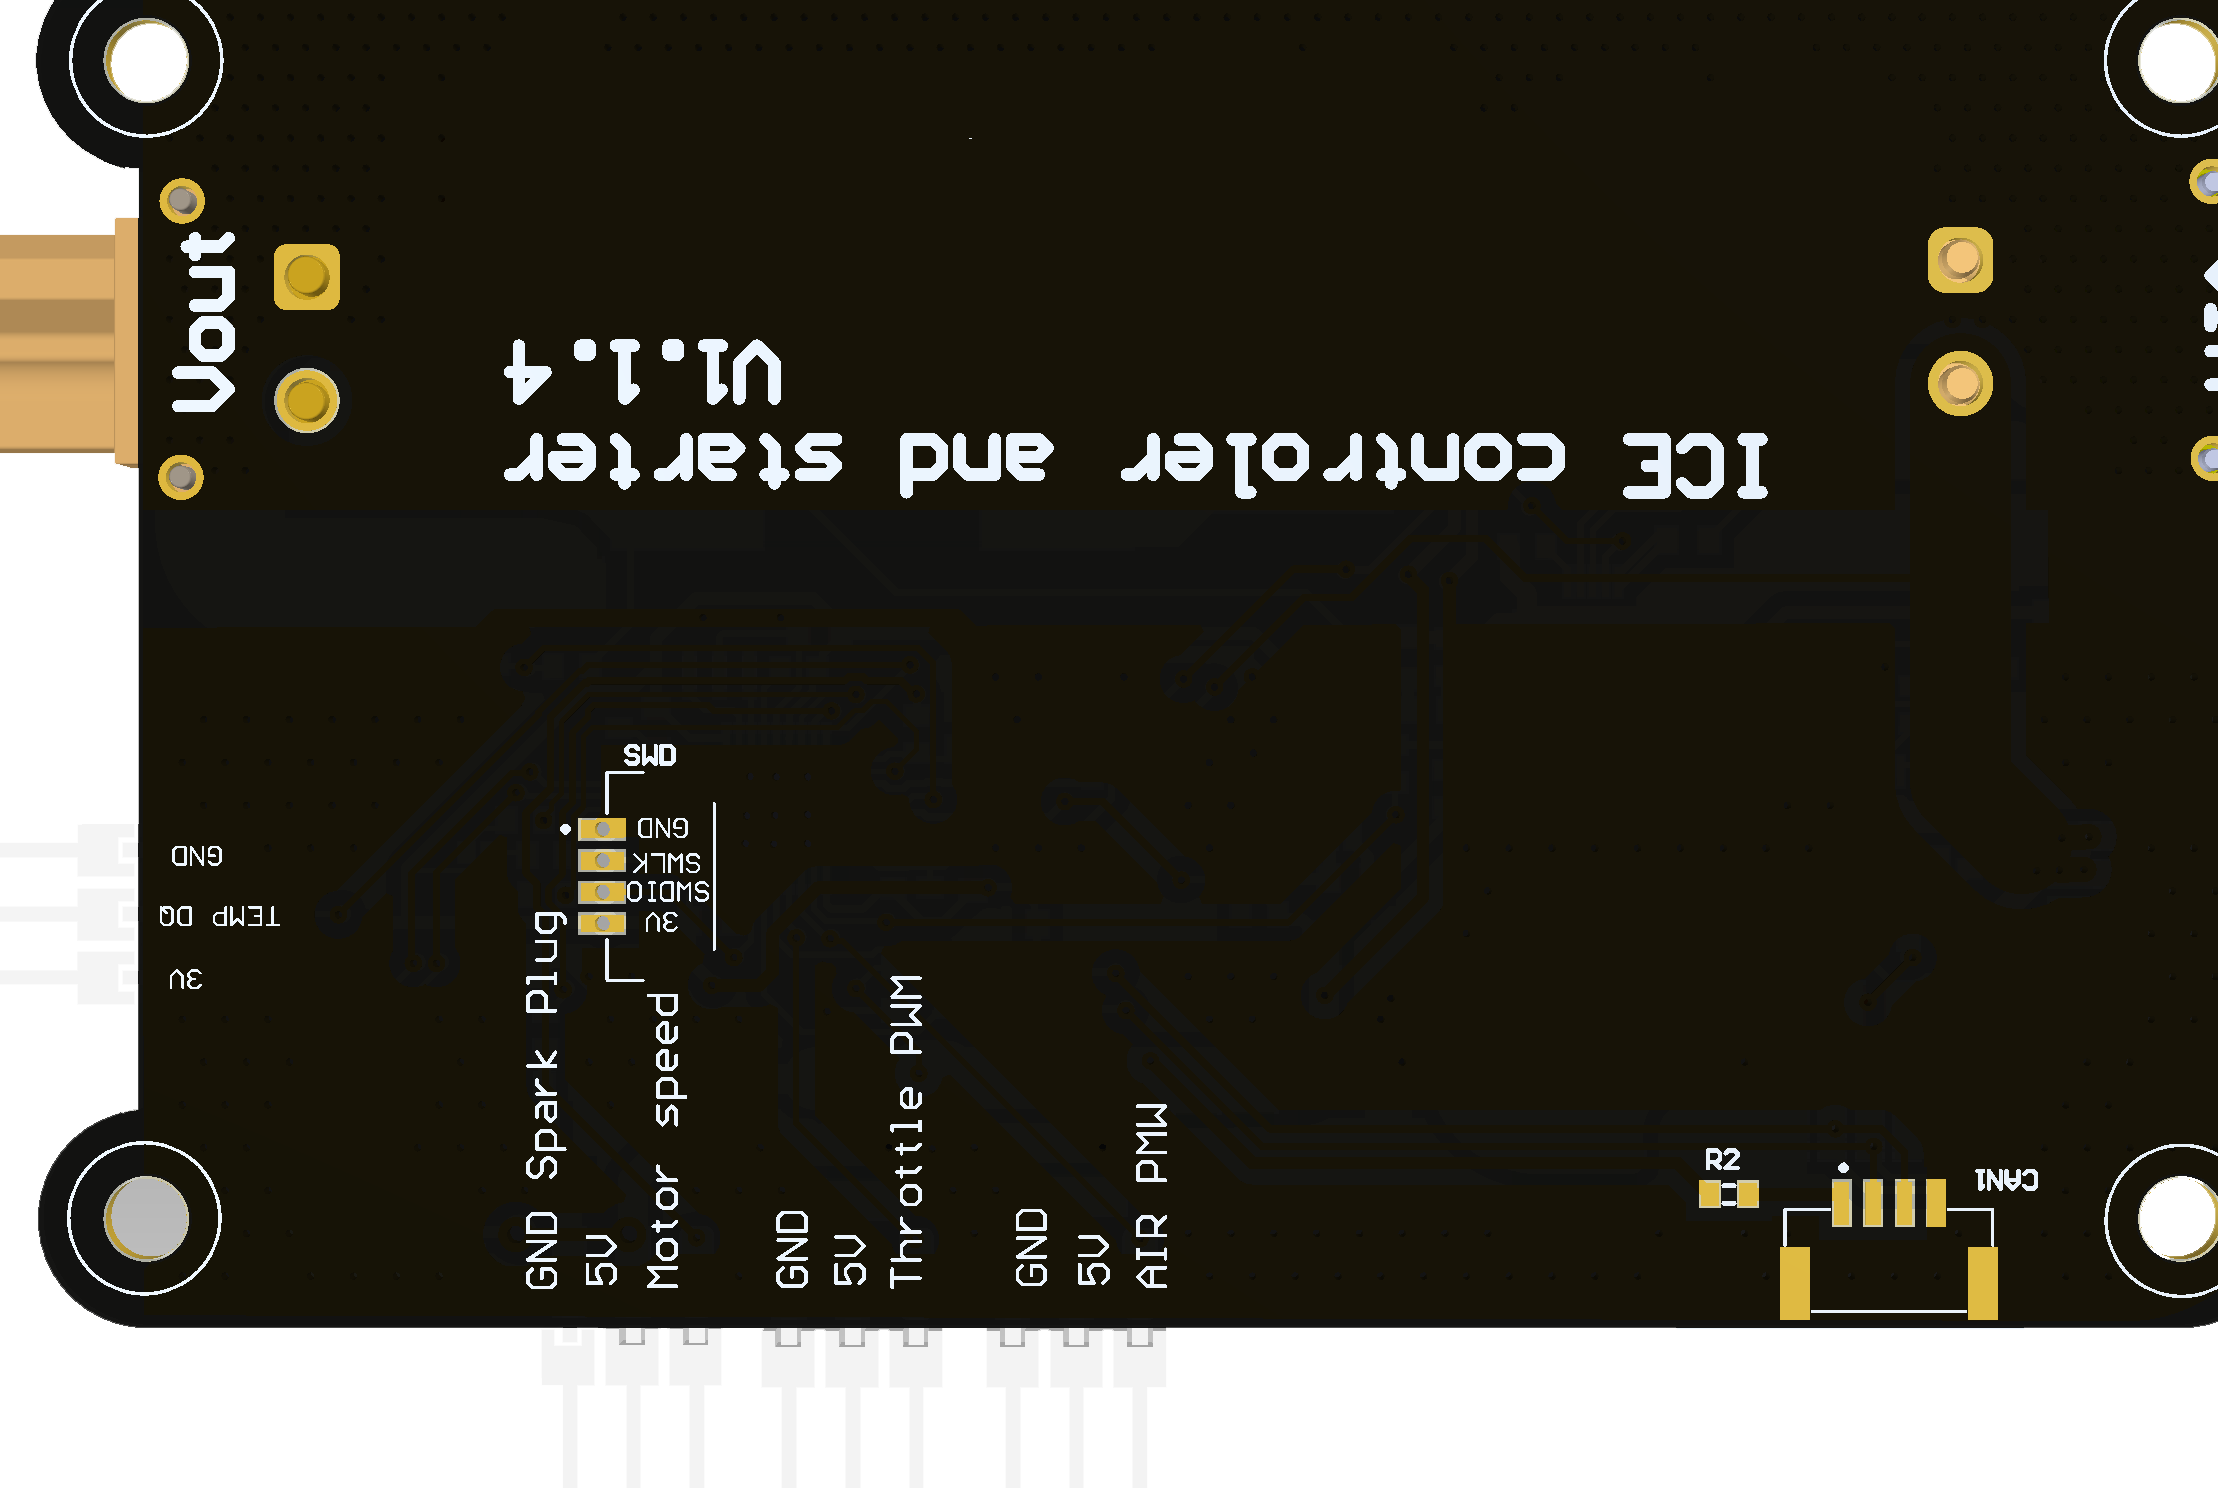 Vout
ICE controler and starter
V1.1.4
SWD
GND
SWLK
SWDIO
3V
GND
TEMP DQ
3V
GND Spark Plug
5V
Motor speed
GND
5V
Throttle PWM
GND
5V
AIR PMW
R2
CAN1